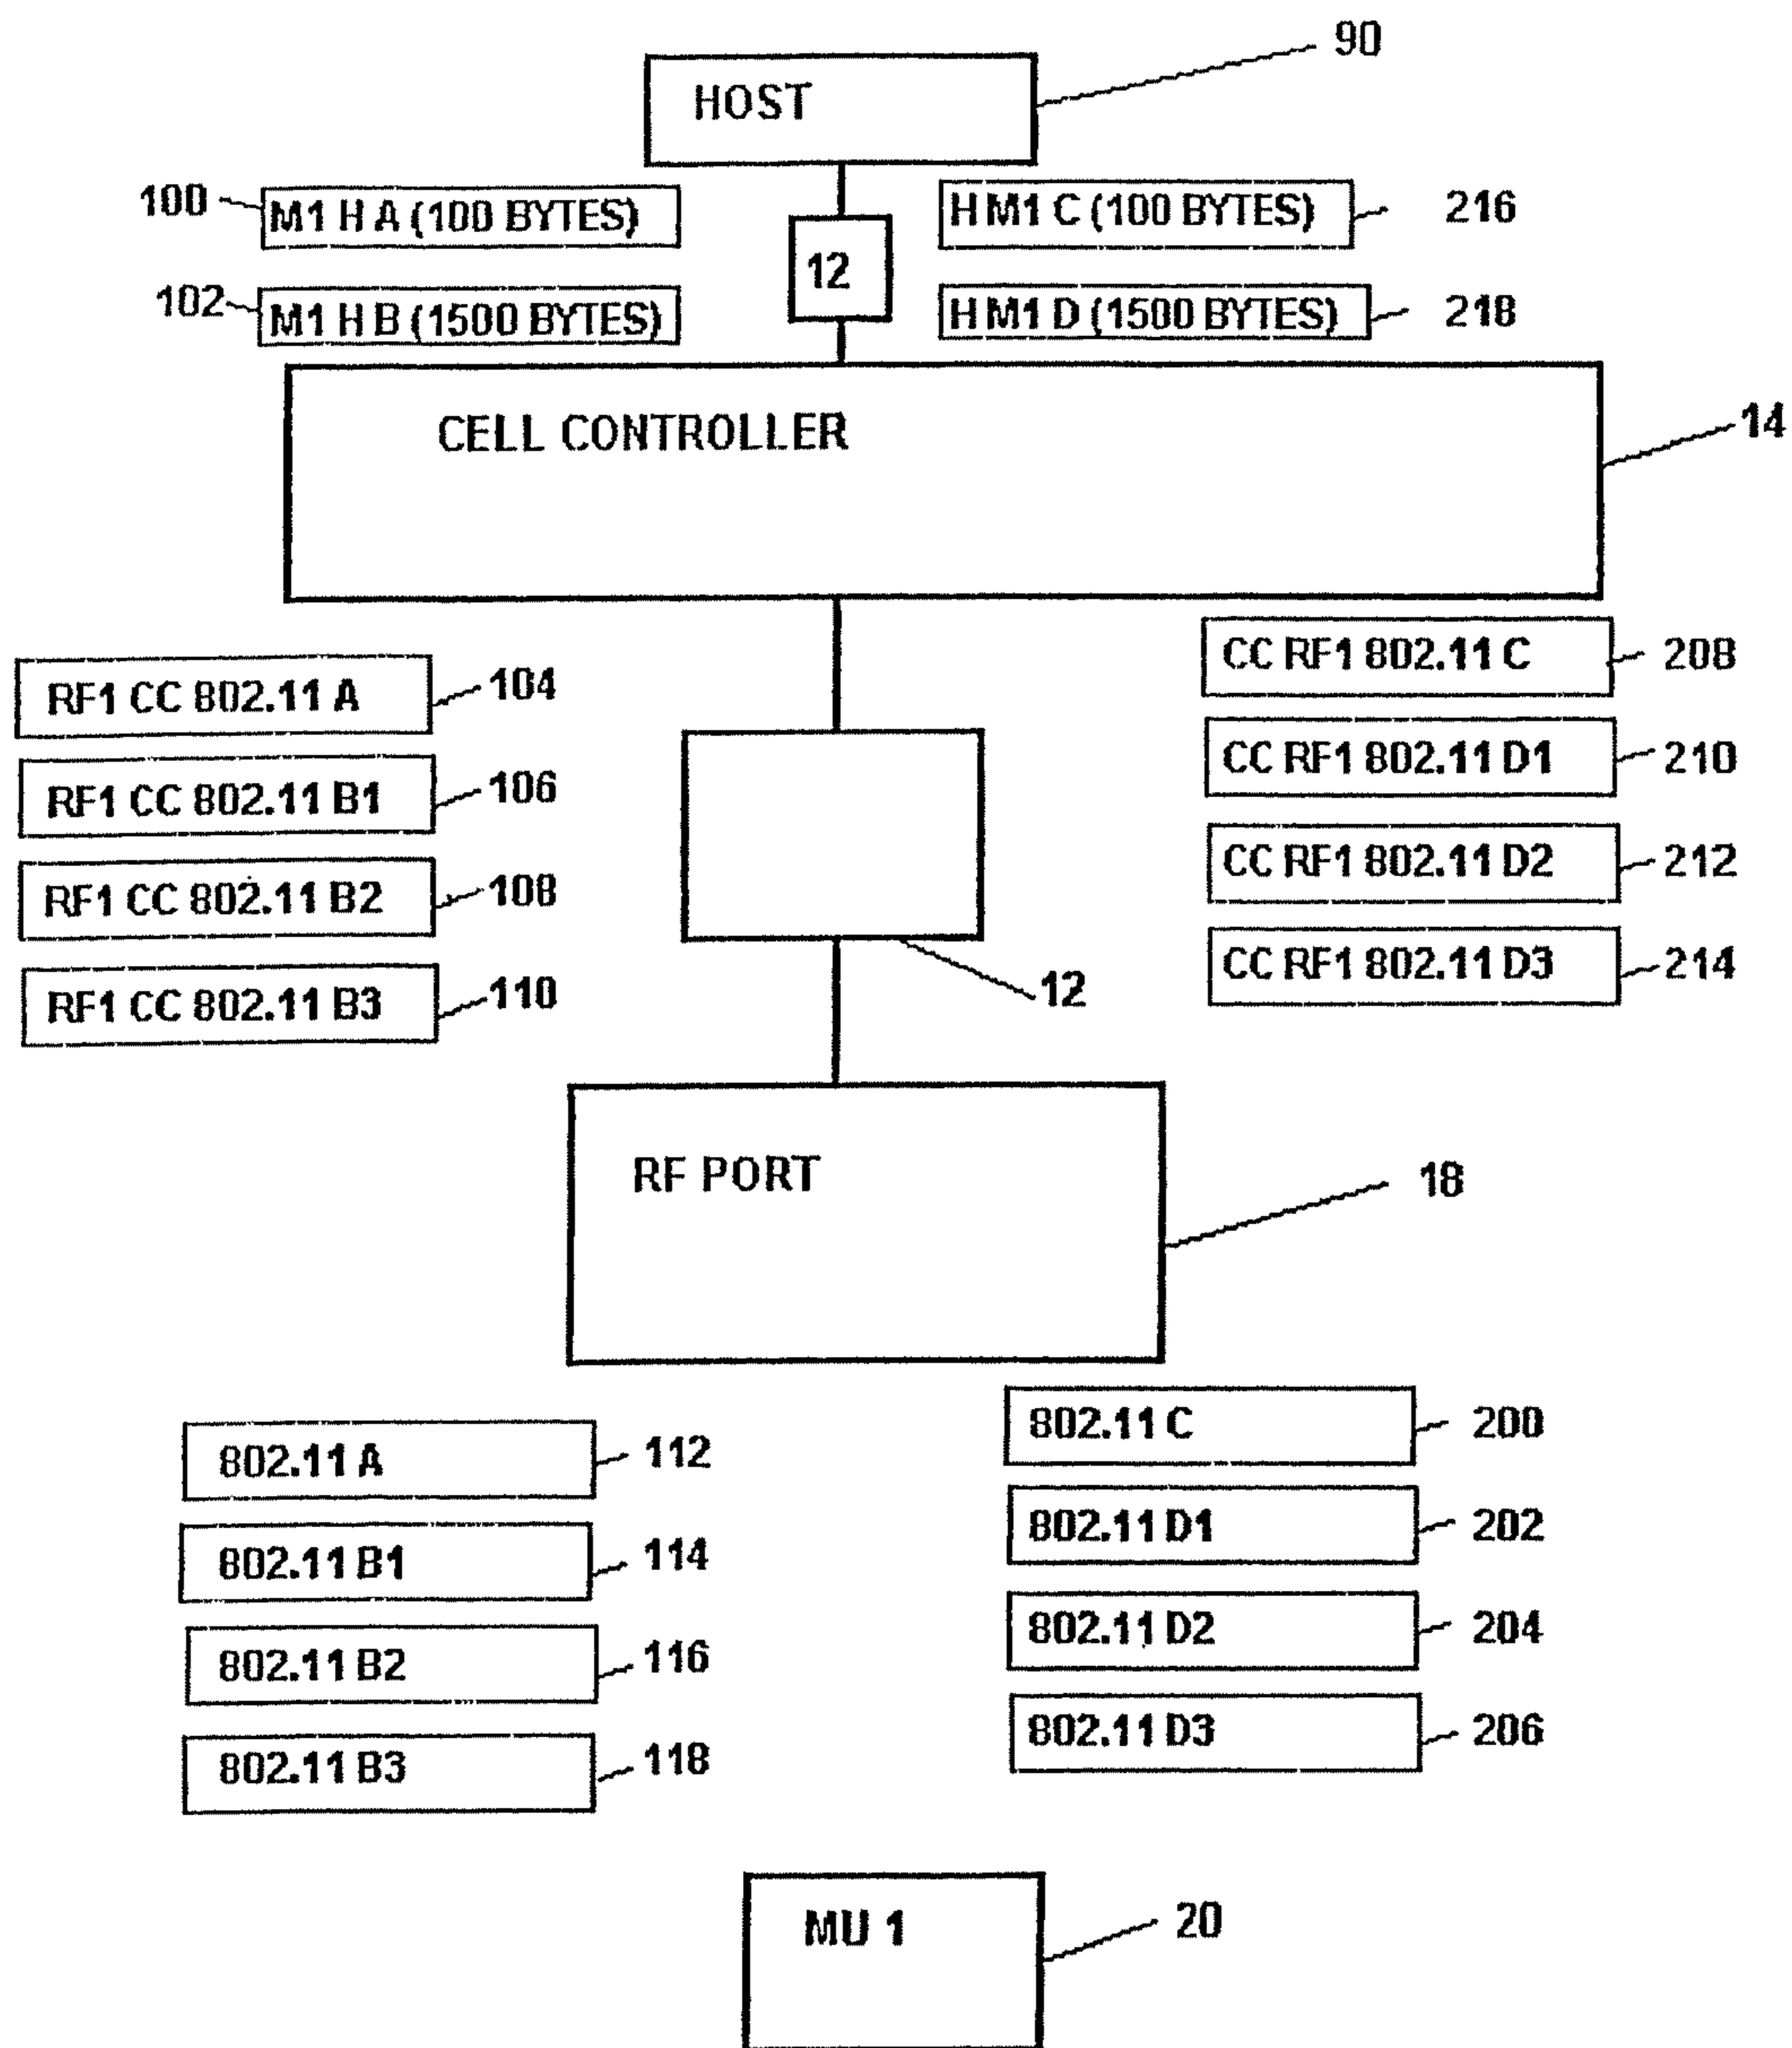 90
HOST
100
M1 H A (100 BYTES)
H M1 C (100 BYTES)
216
12
102
M1 H B (1500 BYTES)
H M1 D (1500 BYTES)
218
CELL CONTROLLER
14
RF1 CC 802.11 A
104
CC RF1 802.11 C
208
RF1 CC 802.11 B1
106
CC RF1 802.11 D1
210
RF1 CC 802.11 B2
108
CC RF1 802.11 D2
212
RF1 CC 802.11 B3
110
12
CC RF1 802.11 D3
214
RF PORT
18
802.11 A
112
802.11 C
200
802.11 B1
114
802.11 D1
202
802.11 B2
116
802.11 D2
204
802.11 B3
118
802.11 D3
206
MU 1
20